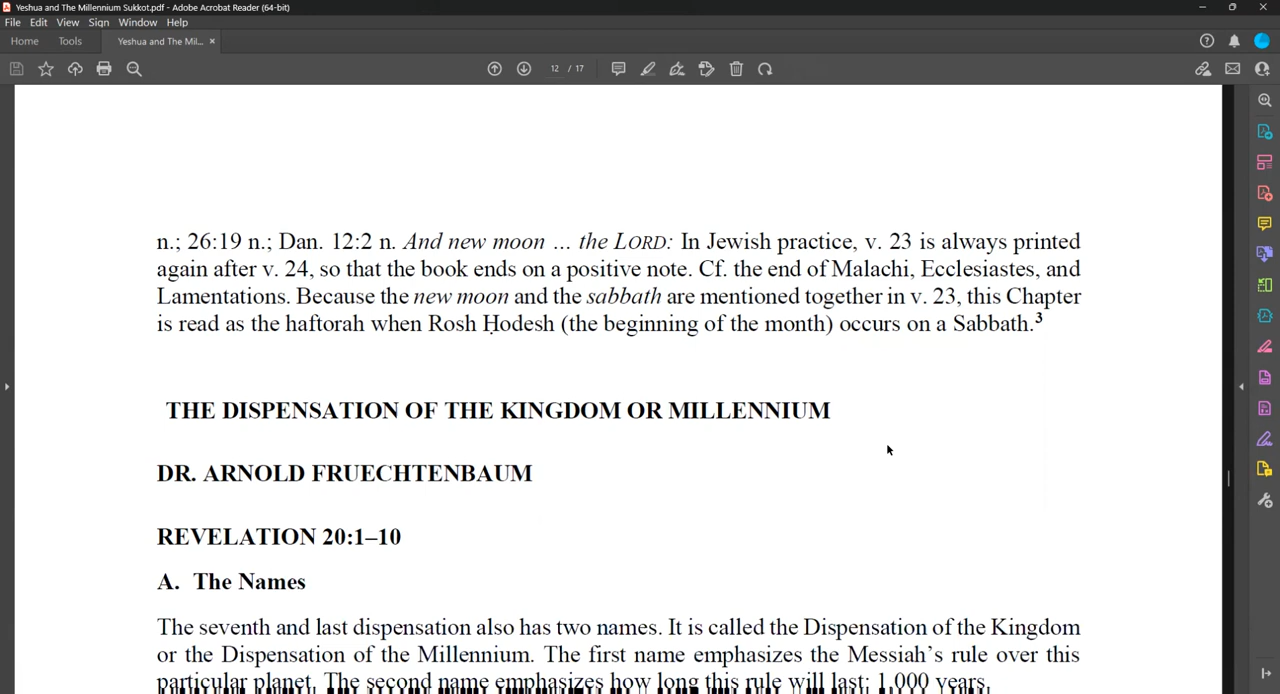 Yeshua and The Millennium Sukkot.pdf - Adobe Acrobat Reader (64-bit)
File Edit View Sign Window Help
Home Tools Yeshua and The Mil... ×
12 / 17
n.; 26:19 n.; Dan. 12:2 n. And new moon … the LORD: In Jewish practice, v. 23 is always printed
again after v. 24, so that the book ends on a positive note. Cf. the end of Malachi, Ecclesiastes, and
Lamentations. Because the new moon and the sabbath are mentioned together in v. 23, this Chapter
is read as the haftorah when Rosh Ḥodesh (the beginning of the month) occurs on a Sabbath.3
THE DISPENSATION OF THE KINGDOM OR MILLENNIUM
DR. ARNOLD FRUECHTENBAUM
REVELATION 20:1–10
A. The Names
The seventh and last dispensation also has two names. It is called the Dispensation of the Kingdom
or the Dispensation of the Millennium. The first name emphasizes the Messiah’s rule over this
particular planet. The second name emphasizes how long this rule will last: 1,000 years.